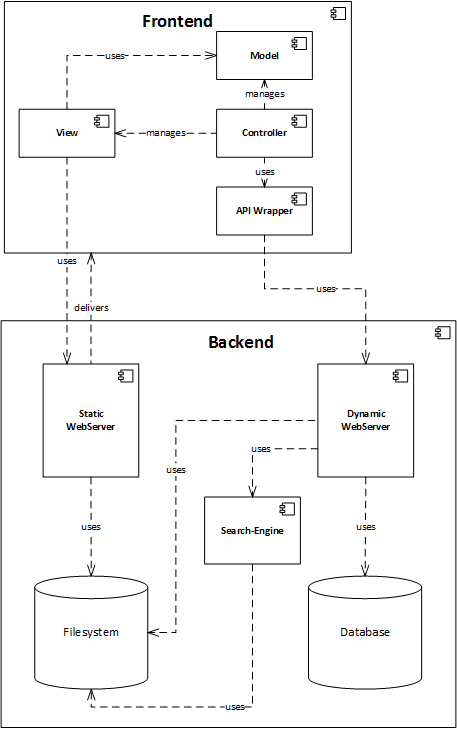 Frontend
uses
Model
manages
View
manages
Controller
uses
API Wrapper
uses
uses
delivers
Backend
Static
WebServer
Dynamic
WebServer
uses
uses
Search-Engine
uses
uses
Filesystem
Database
uses